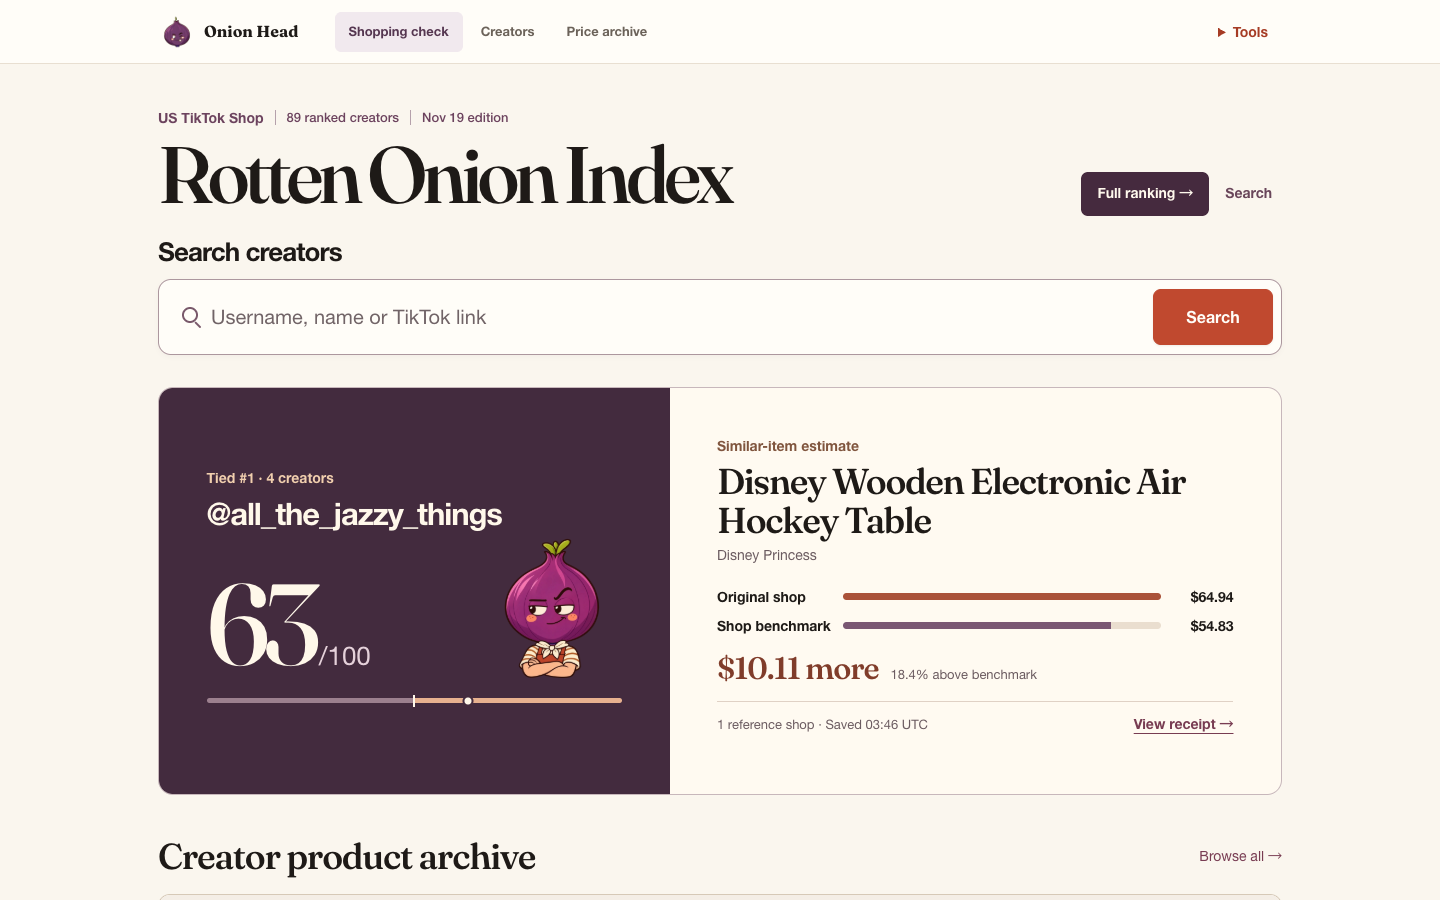 Onion Head
Shopping check
Creators
Price archive
▶ Tools
US TikTok Shop
89 ranked creators
Nov 19 edition
Rotten Onion Index
Full ranking →
Search
Search creators
Username, name or TikTok link
Search
Tied #1 · 4 creators
@all_the_jazzy_things
63/100
Similar-item estimate
Disney Wooden Electronic Air
Hockey Table
Disney Princess
Original shop $64.94
Shop benchmark $54.83
$10.11 more 18.4% above benchmark
1 reference shop · Saved 03:46 UTC
View receipt →
Creator product archive
Browse all →